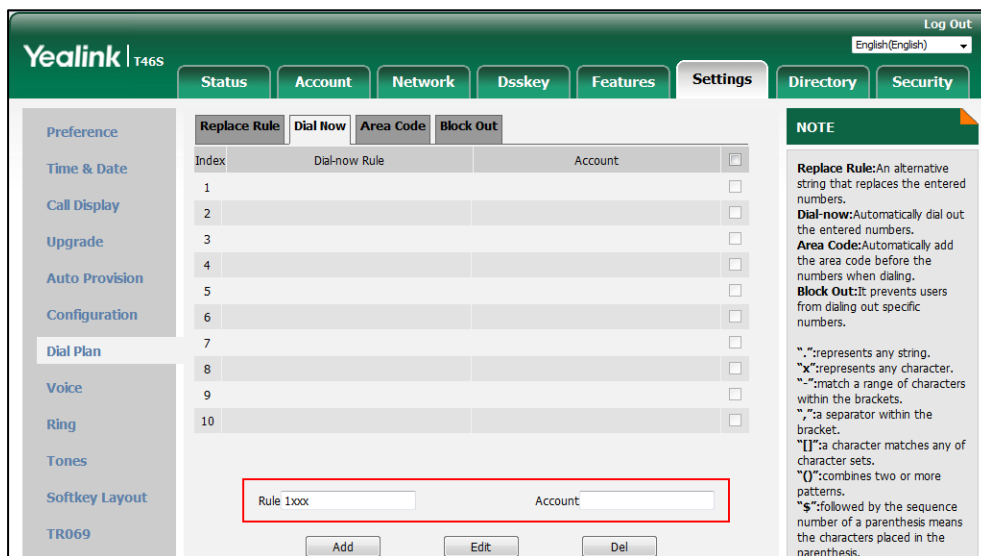 Log Out
English(English)
Yealink | T46S
Status Account Network Dsskey Features Settings Directory Security
Preference
Time & Date
Call Display
Upgrade
Auto Provision
Configuration
Dial Plan
Voice
Ring
Tones
Softkey Layout
TR069
Replace Rule Dial Now Area Code Block Out
Index Dial-now Rule Account
1
2
3
4
5
6
7
8
9
10
Rule 1xxx Account
Add Edit Del
NOTE
Replace Rule:An alternative
string that replaces the entered
numbers.
Dial-now:Automatically dial out
the entered numbers.
Area Code:Automatically add
the area code before the
numbers when dialing.
Block Out:It prevents users
from dialing out specific
numbers.
".":represents any string.
"x":represents any character.
"-":match a range of characters
within the brackets.
",":a separator within the
bracket.
"[]":a character matches any of
character sets.
"()":combines two or more
patterns.
"$":followed by the sequence
number of a parenthesis means
the characters placed in the
parenthesis.